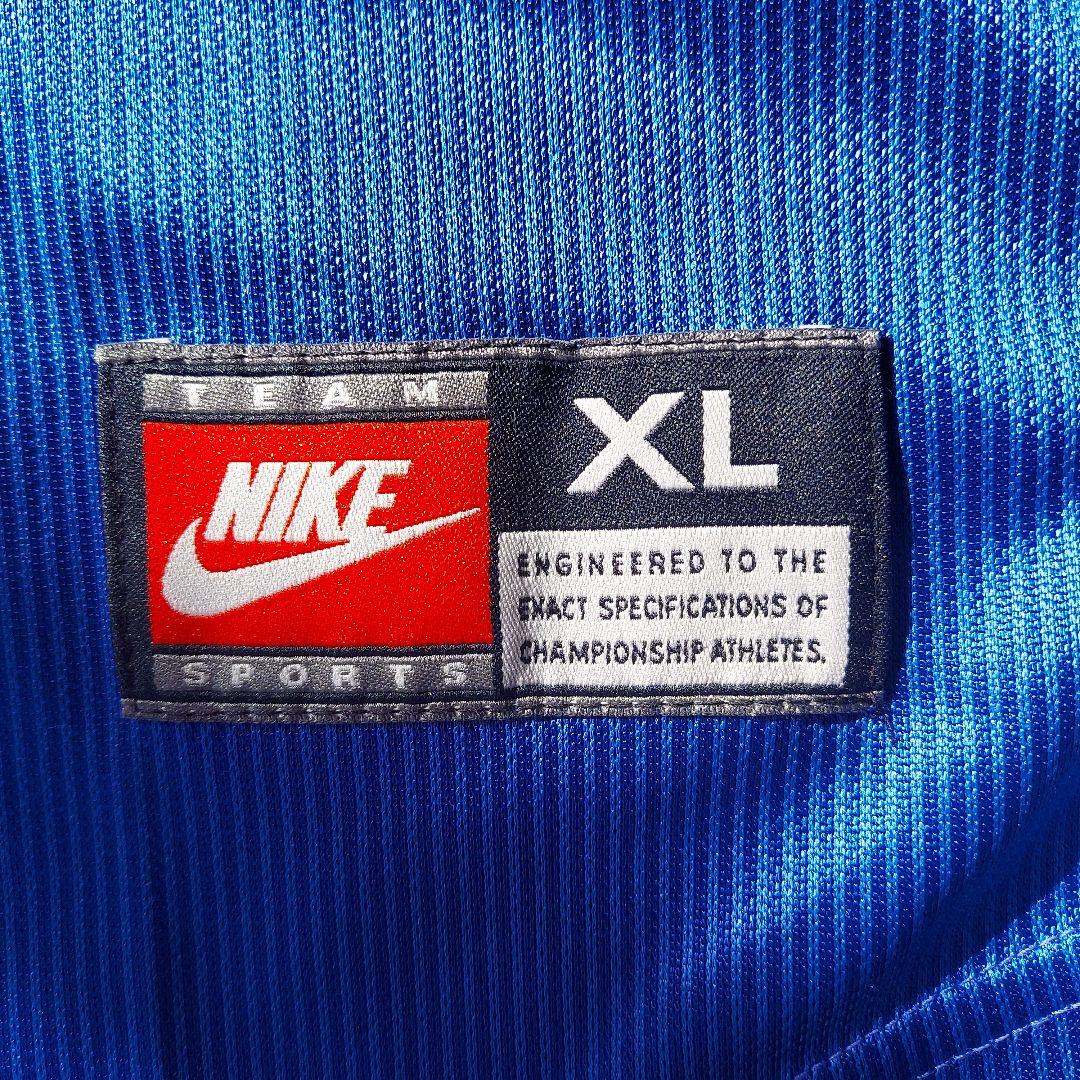 TEAM
NIKE
SPORTS
XL
ENGINEERED TO THE
EXACT SPECIFICATIONS OF
CHAMPIONSHIP ATHLETES.